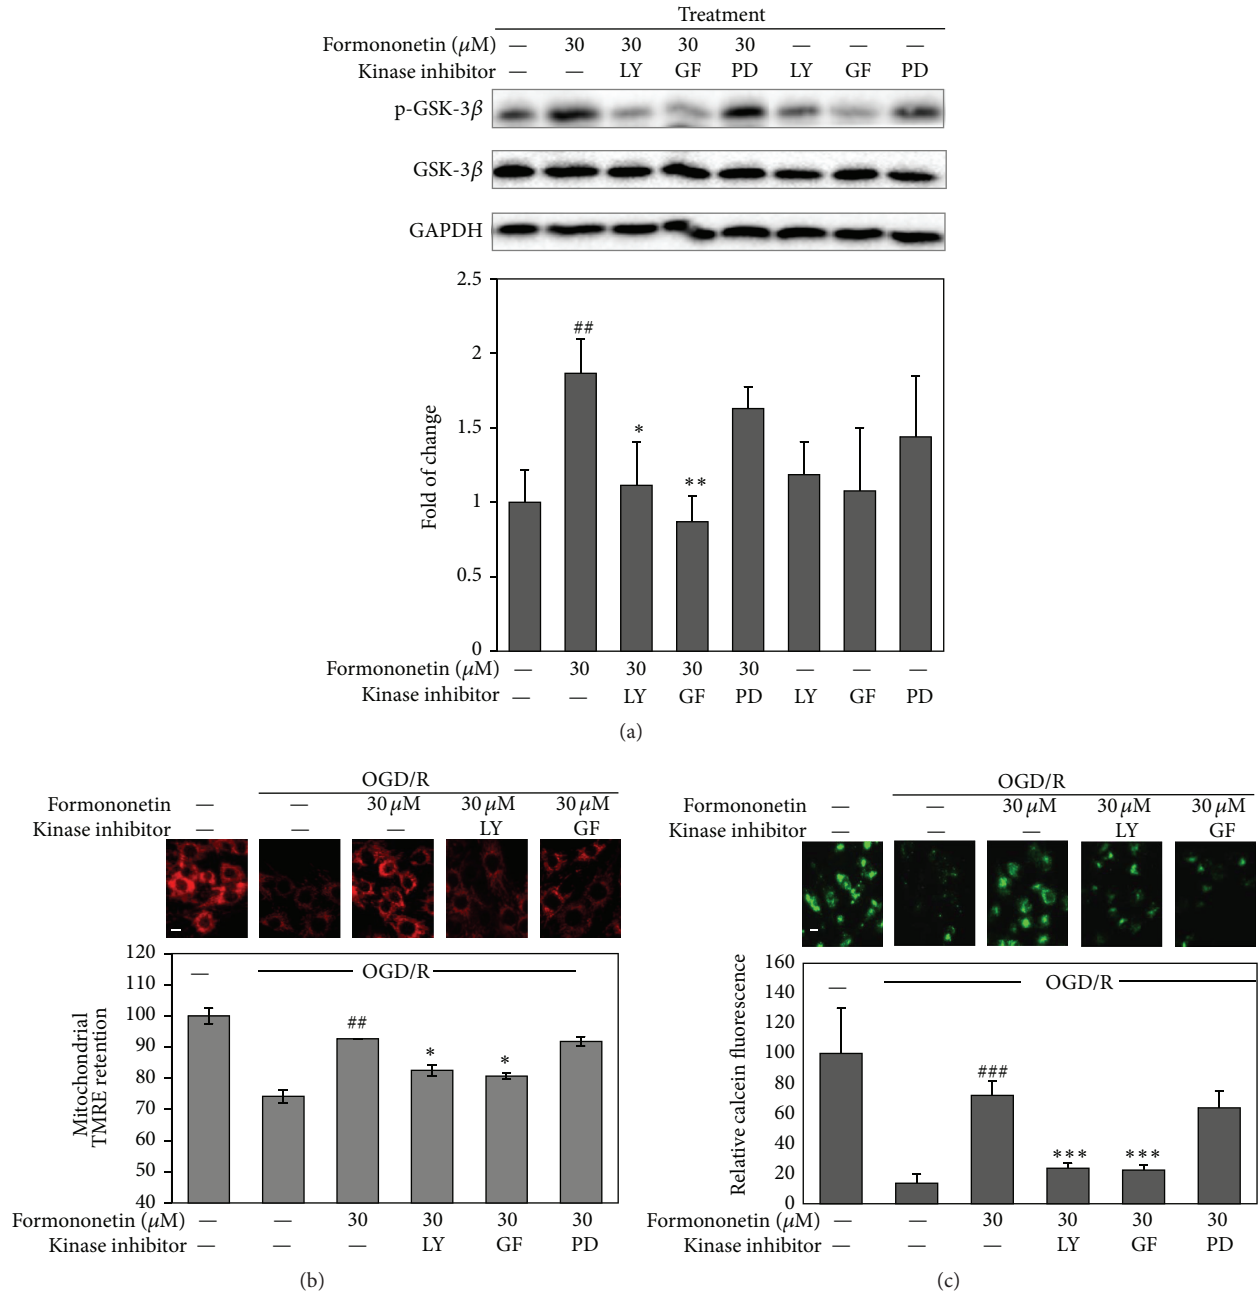 Treatment
Formononetin (μM) — 30 30 30 30 — — —
Kinase inhibitor — — LY GF PD LY GF PD
p-GSK-3β
GSK-3β
GAPDH
2.5
##
2
1.5
*
**
1
0.5
0
Fold of change
Formononetin (μM) — 30 30 30 30 — — —
Kinase inhibitor — — LY GF PD LY GF PD
(a)
OGD/R
Formononetin — — 30 μM 30 μM 30 μM
Kinase inhibitor — — — LY GF
120
— OGD/R
110
100
##
90
* *
80
70
60
50
40
Mitochondrial
TMRE retention
Formononetin (μM) — — 30 30 30 30
Kinase inhibitor — — — LY GF PD
(b)
OGD/R
Formononetin — — 30 μM 30 μM 30 μM
Kinase inhibitor — — — LY GF
160
— OGD/R
140
120
100
###
80
60
40
*** ***
20
0
Relative calcein fluorescence
Formononetin (μM) — — 30 30 30 30
Kinase inhibitor — — — LY GF PD
(c)